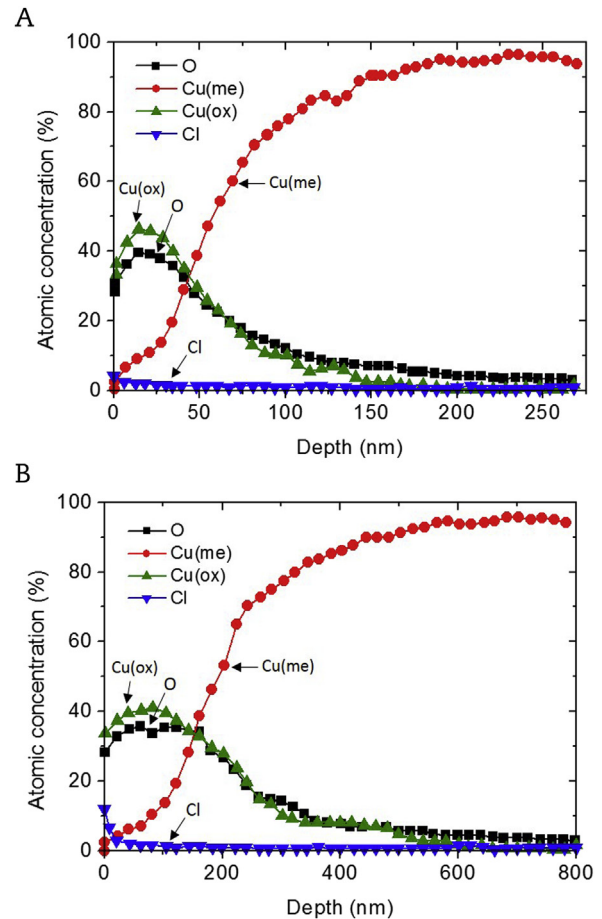 A
100
80
60
40
20
0
Atomic concentration (%)
O
Cu(me)
Cu(ox)
Cl
Cu(ox)
O
Cu(me)
Cl
0 50 100 150 200 250
Depth (nm)
B
100
80
60
40
20
0
Atomic concentration (%)
O
Cu(me)
Cu(ox)
Cl
Cu(ox)
O
Cu(me)
Cl
0 200 400 600 800
Depth (nm)